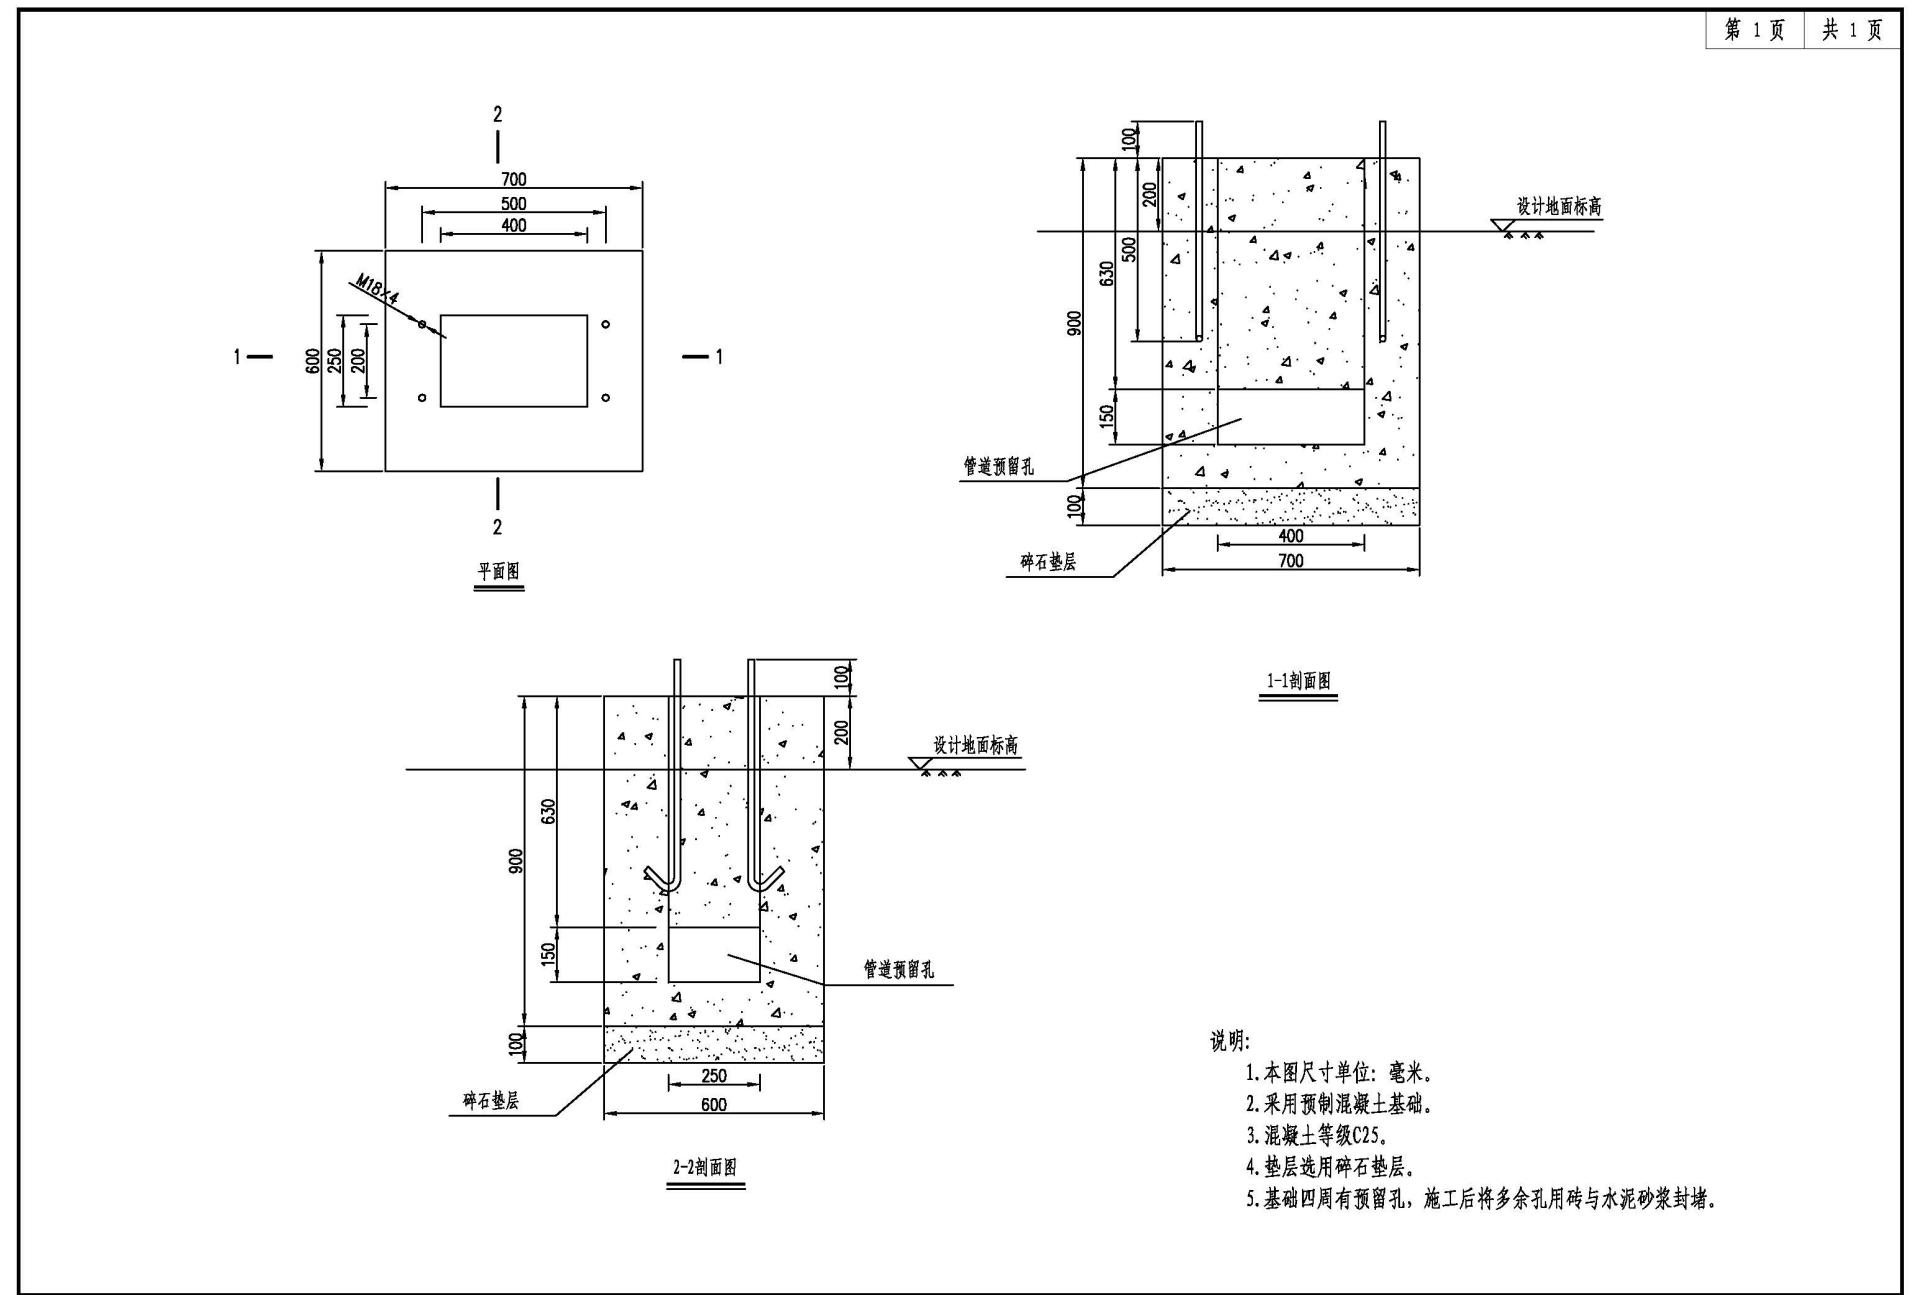 第 1 页 共 1 页
2
700
500
400
M18×4
600
250
200
1
1
2
平面图
100
200
500
630
900
150
100
设计地面标高
管道预留孔
碎石垫层
400
700
1-1剖面图
100
200
设计地面标高
630
900
150
100
管道预留孔
碎石垫层
250
600
2-2剖面图
说明:
1.本图尺寸单位: 毫米。
2.采用预制混凝土基础。
3.混凝土等级C25。
4.垫层选用碎石垫层。
5.基础四周有预留孔, 施工后将多余孔用砖与水泥砂浆封堵。